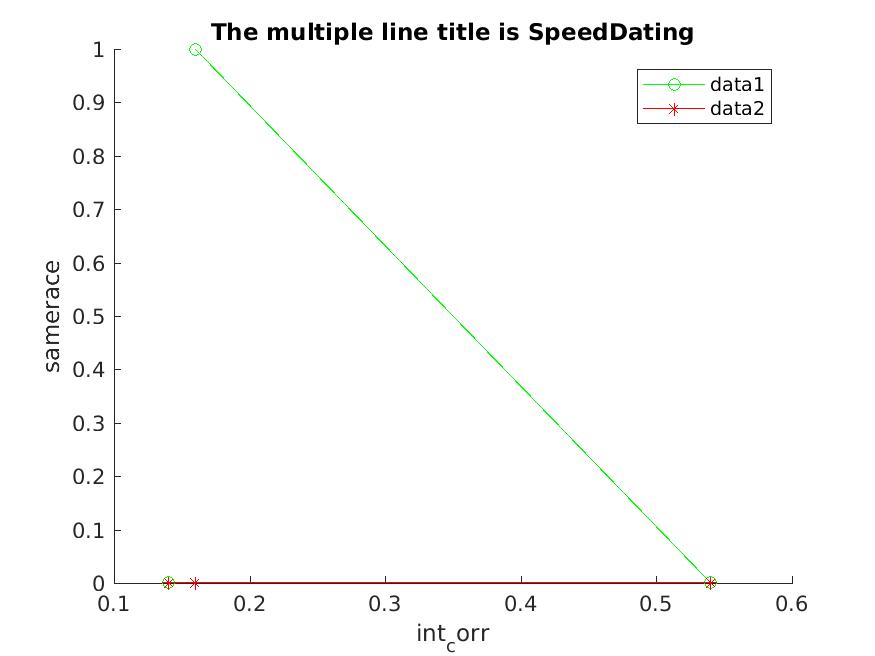 The multiple line title is SpeedDating
data1
data2
1
0.9
0.8
0.7
0.6
0.5
0.4
0.3
0.2
0.1
0
samerace
0.1 0.2 0.3 0.4 0.5 0.6
int_corr